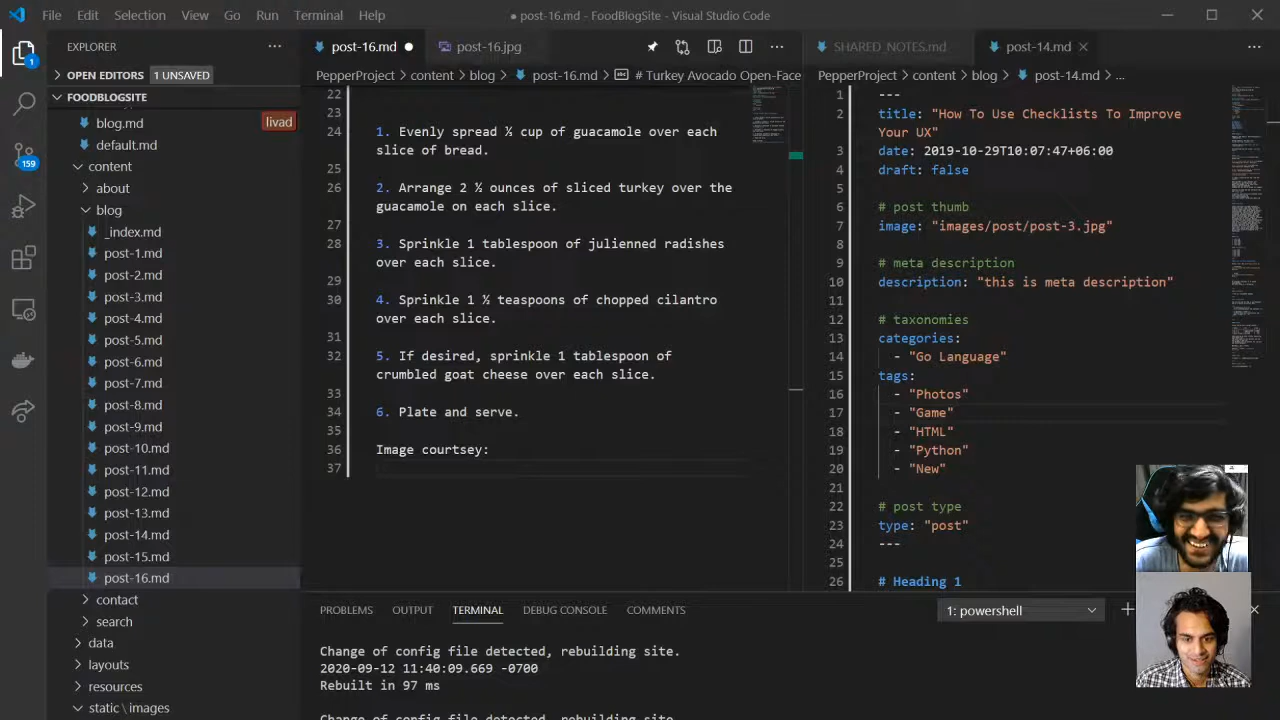 File Edit Selection View Go Run Terminal Help
● post-16.md - FoodBlogSite - Visual Studio Code
EXPLORER
OPEN EDITORS 1 UNSAVED
FOODBLOGSITE
blog.md
livad
default.md
content
about
blog
_index.md
post-1.md
post-2.md
post-3.md
post-4.md
post-5.md
post-6.md
post-7.md
post-8.md
post-9.md
post-10.md
post-11.md
post-12.md
post-13.md
post-14.md
post-15.md
post-16.md
contact
search
data
layouts
resources
static \ images
1
159
post-16.md
post-16.jpg
PepperProject > content > blog > post-16.md > # Turkey Avocado Open-Face
22
23
24 1. Evenly spread ⅓ cup of guacamole over each
slice of bread.
25
26 2. Arrange 2 ⅔ ounces of sliced turkey over the
guacamole on each slice.
27
28 3. Sprinkle 1 tablespoon of julienned radishes
over each slice.
29
30 4. Sprinkle 1 ½ teaspoons of chopped cilantro
over each slice.
31
32 5. If desired, sprinkle 1 tablespoon of
crumbled goat cheese over each slice.
33
34 6. Plate and serve.
35
36 Image courtsey:
37
SHARED_NOTES.md
post-14.md
PepperProject > content > blog > post-14.md > ...
1 ---
2 title: "How To Use Checklists To Improve
Your UX"
3 date: 2019-10-29T10:07:47+06:00
4 draft: false
5
6 # post thumb
7 image: "images/post/post-3.jpg"
8
9 # meta description
10 description: "this is meta description"
11
12 # taxonomies
13 categories:
14 - "Go Language"
15 tags:
16 - "Photos"
17 - "Game"
18 - "HTML"
19 - "Python"
20 - "New"
21
22 # post type
23 type: "post"
24 ---
25
26 # Heading 1
PROBLEMS OUTPUT TERMINAL DEBUG CONSOLE COMMENTS
1: powershell
Change of config file detected, rebuilding site.
2020-09-12 11:40:09.669 -0700
Rebuilt in 97 ms
Change of config file detected, rebuilding site.